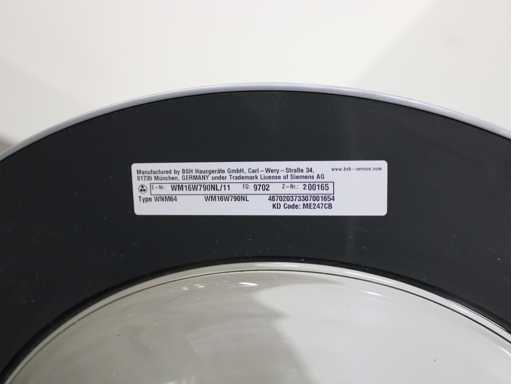 Manufactured by BSH Hausgeräte GmbH, Carl-Wery-Straße 34,
81739 München, GERMANY under Trademark License of Siemens AG
www.bsh-service.com
E-Nr. WM16W790NL/11 FD. 9702 Z-Nr.: 200165
Type WNM64 WM16W790NL 487020373307001654
KD Code: ME247CB